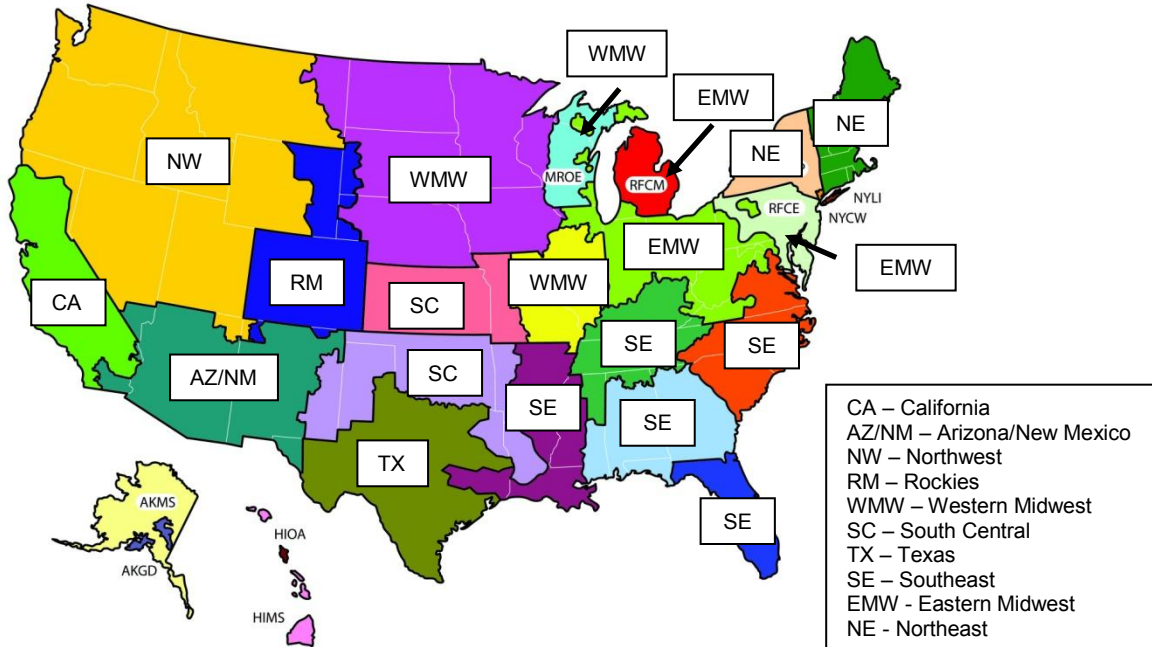 WMW
EMW
NE
NE
NW
WMW
MROE
RFCM
RFCE
NYLI
NYCW
EMW
EMW
RM
WMW
CA
SC
SE
SE
AZ/NM
SC
SE
SE
TX
SE
AKMS
HIOA
AKGD
HIMS
CA – California
AZ/NM – Arizona/New Mexico
NW – Northwest
RM – Rockies
WMW – Western Midwest
SC – South Central
TX – Texas
SE – Southeast
EMW - Eastern Midwest
NE - Northeast